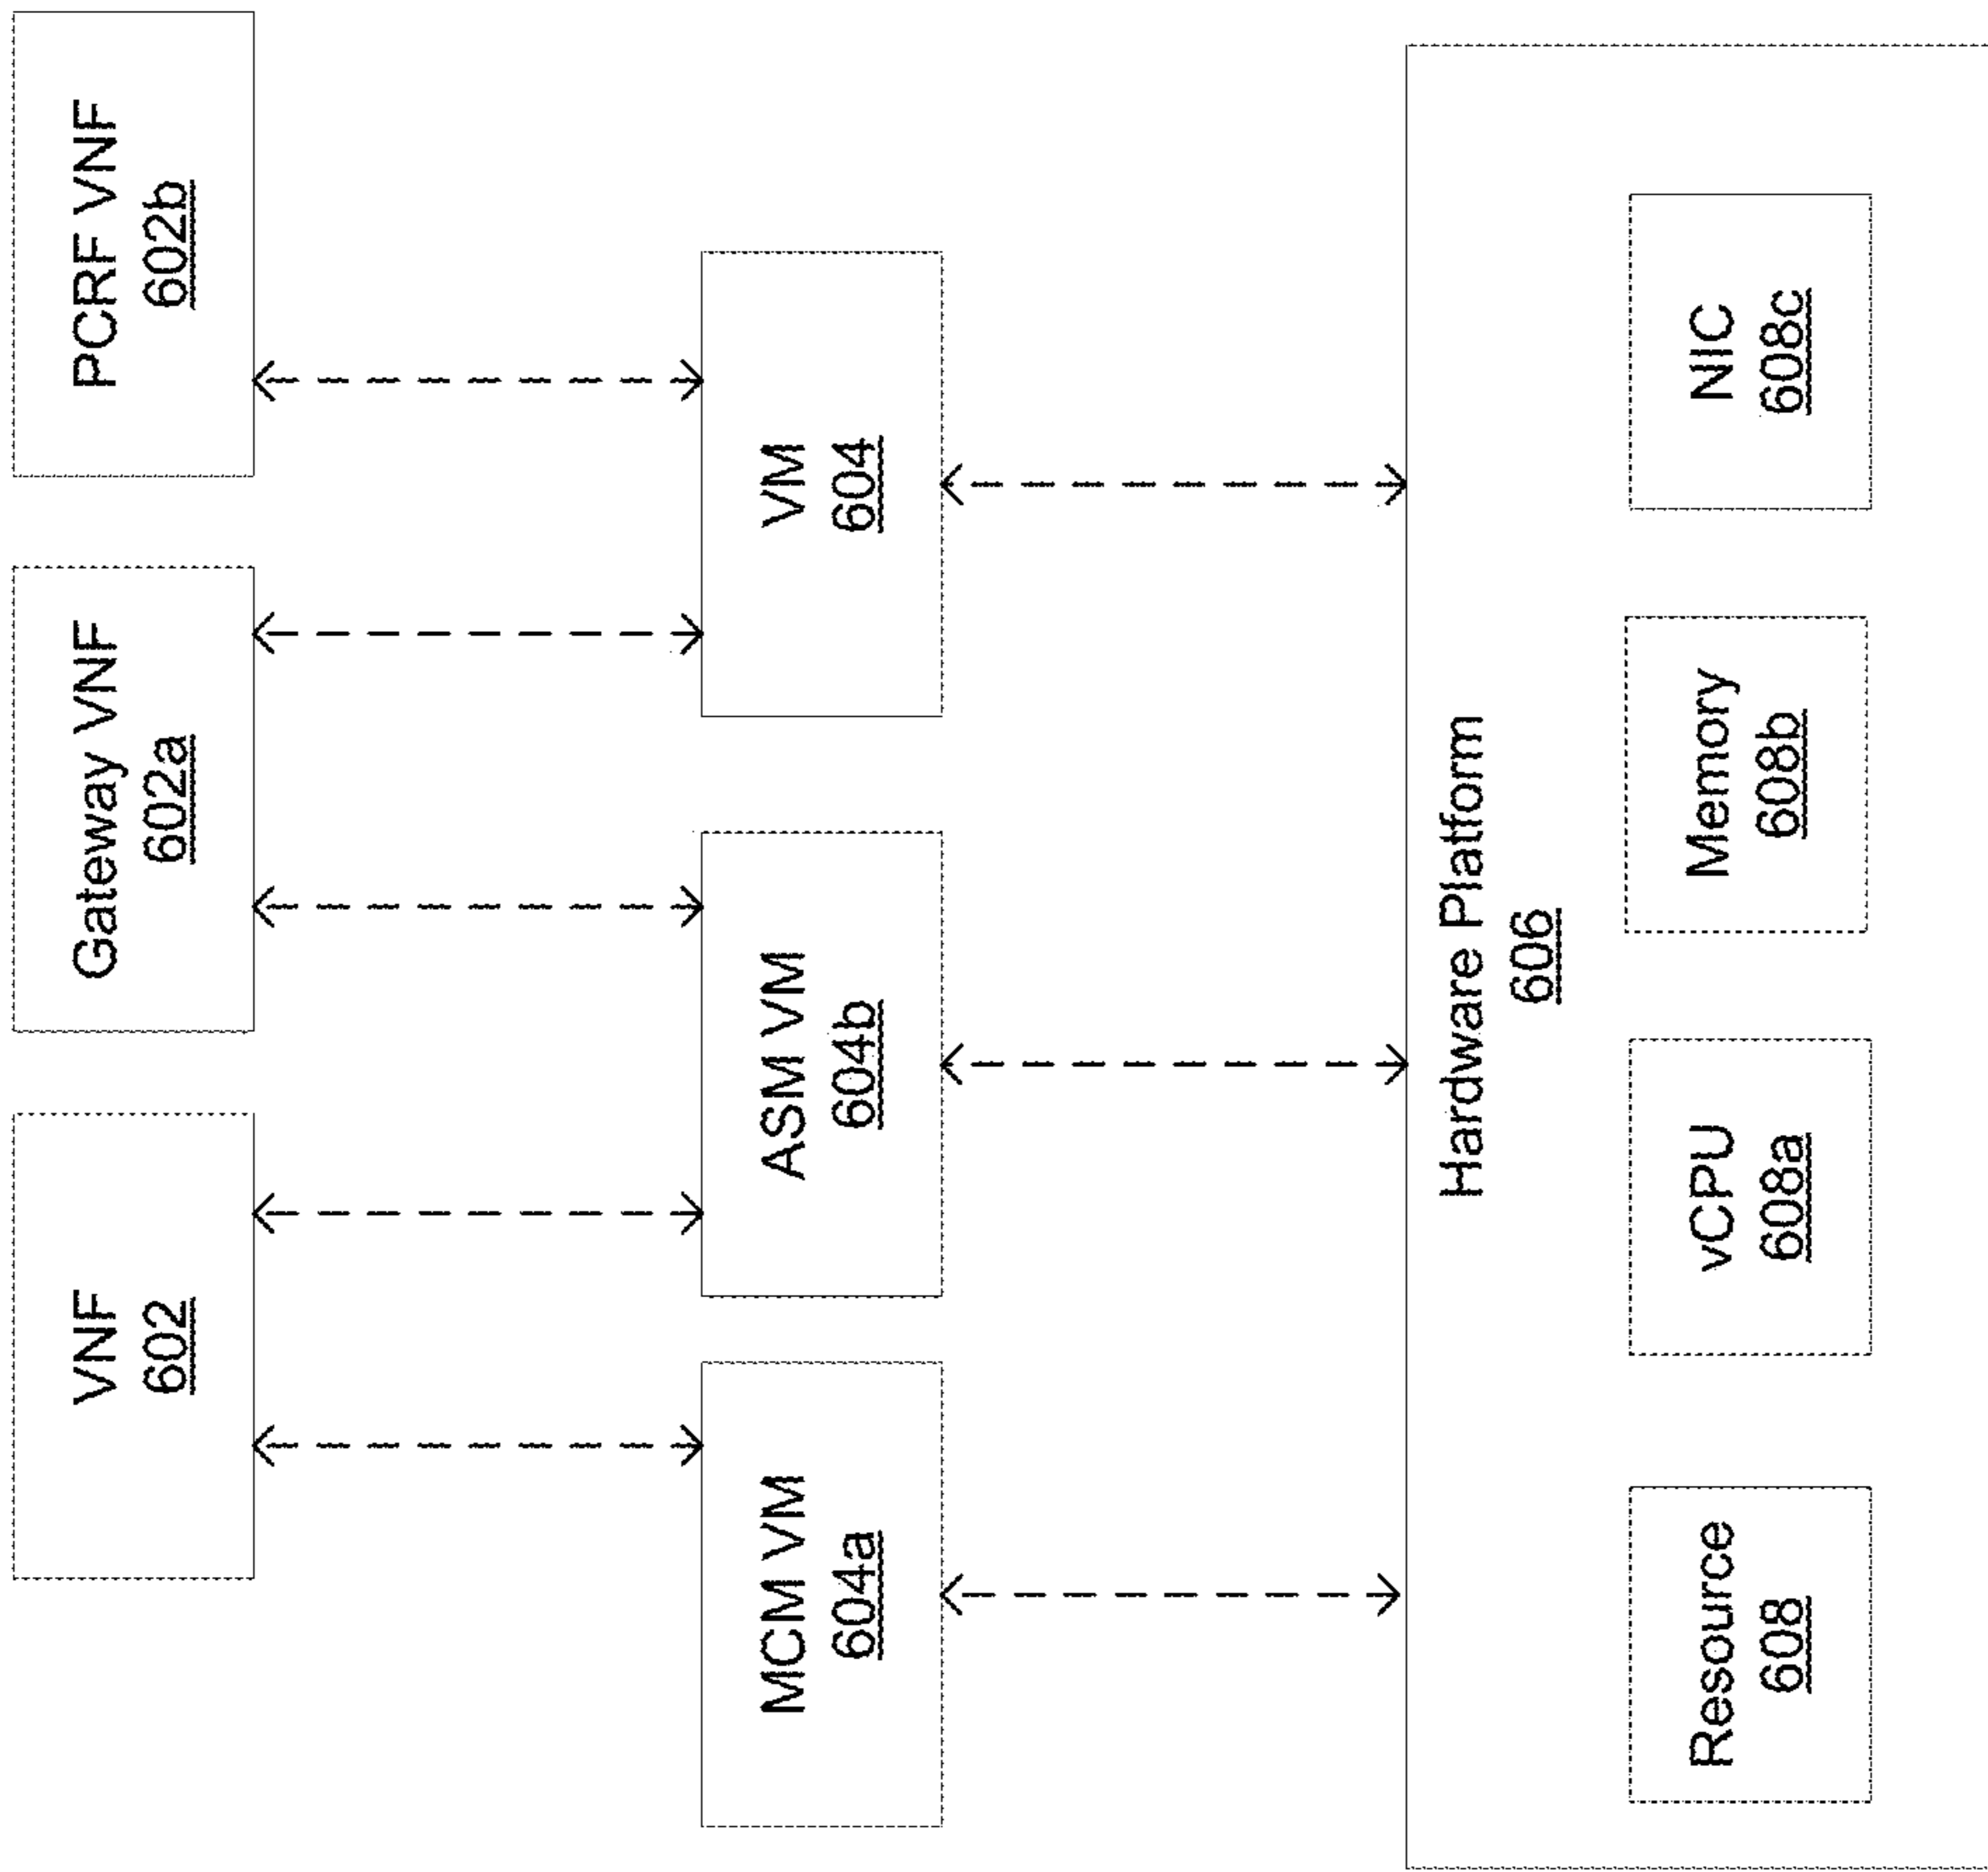 VNF
602
Gateway VNF
602a
PCRF VNF
602b
MCM VM
604a
ASM VM
604b
VM
604
Hardware Platform
606
Resource
608
vCPU
608a
Memory
608b
NIC
608c